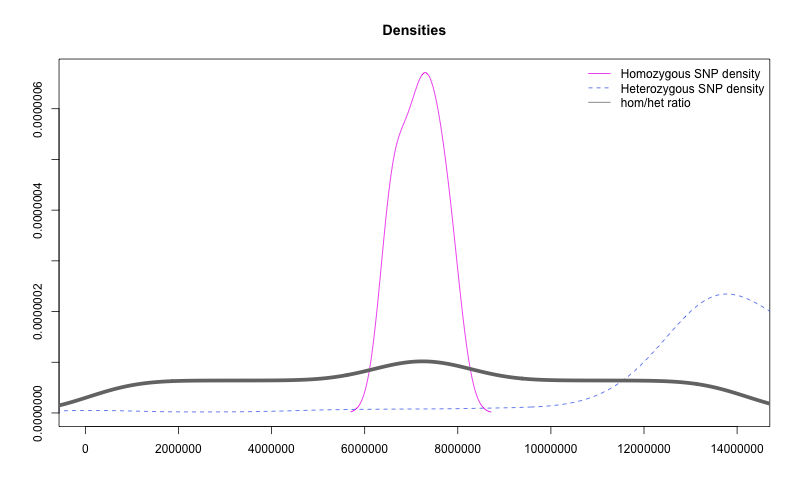 Densities
Homozygous SNP density
Heterozygous SNP density
hom/het ratio
0.0000006
0.0000004
0.0000002
0.0000000
0 2000000 4000000 6000000 8000000 10000000 12000000 14000000